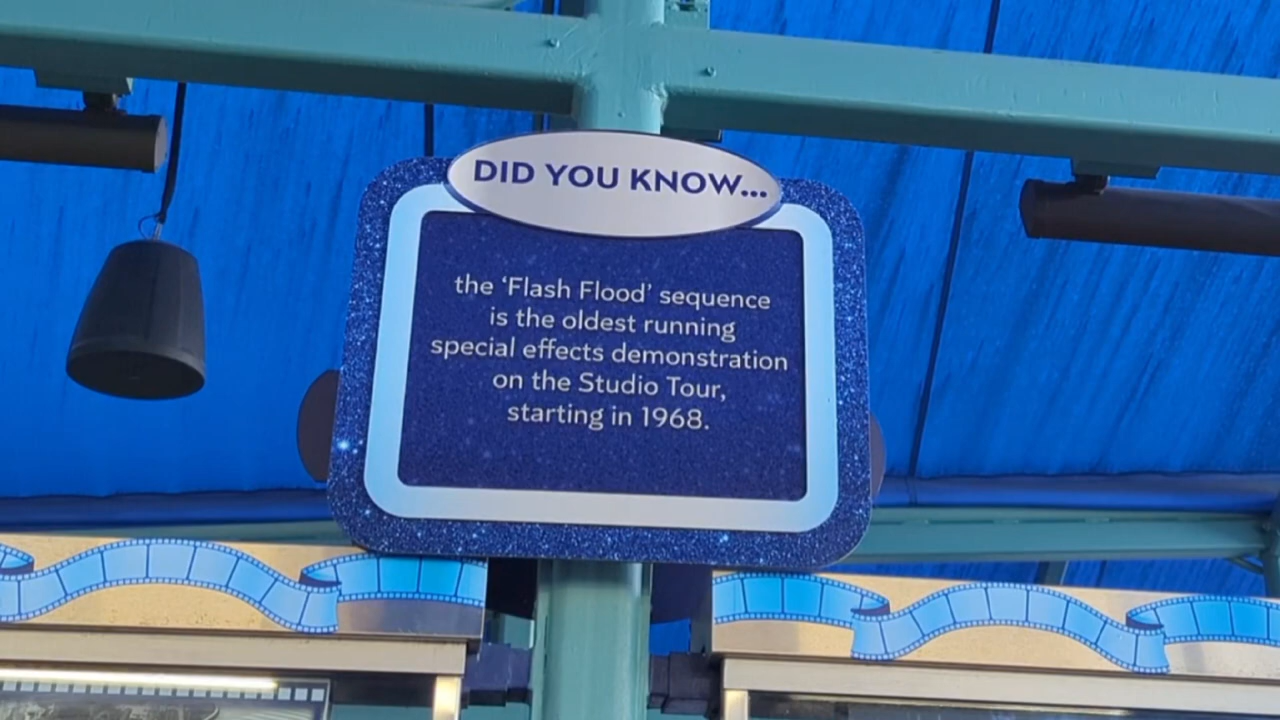 DID YOU KNOW...
the ‘Flash Flood’ sequence
is the oldest running
special effects demonstration
on the Studio Tour,
starting in 1968.